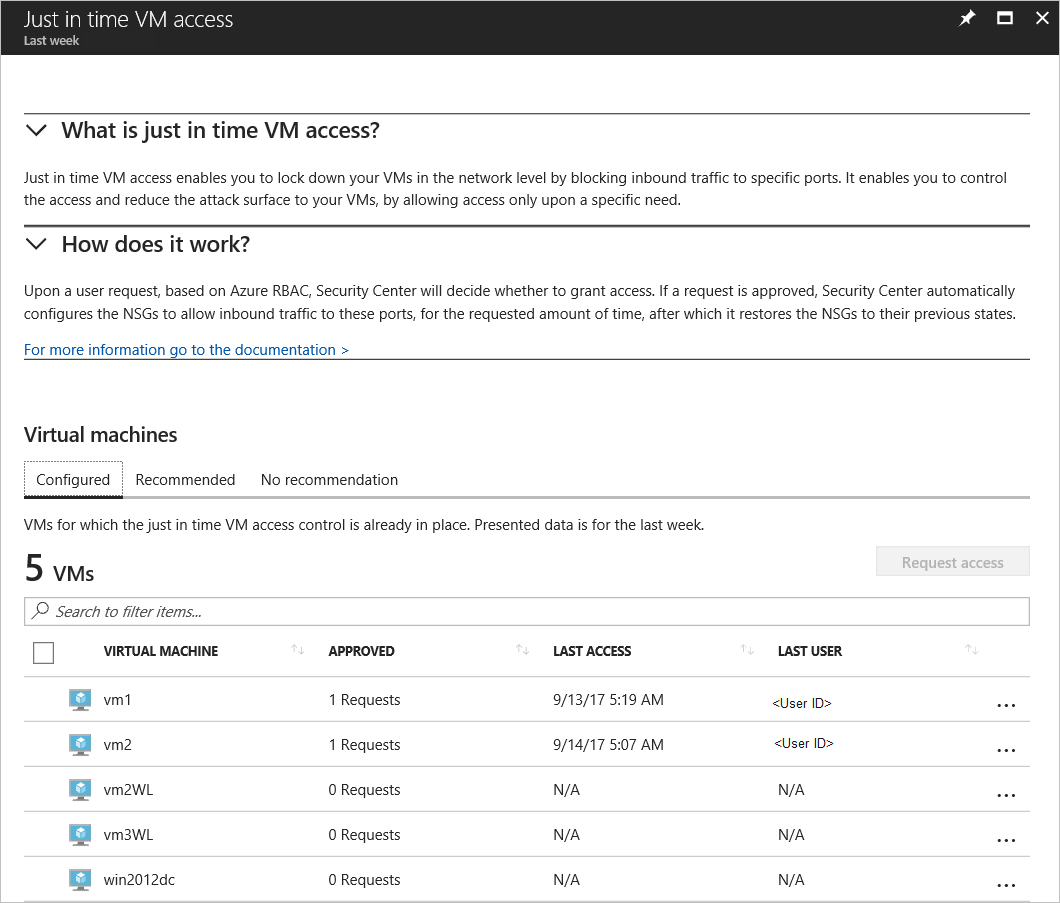 Just in time VM access
Last week
What is just in time VM access?
Just in time VM access enables you to lock down your VMs in the network level by blocking inbound traffic to specific ports. It enables you to control
the access and reduce the attack surface to your VMs, by allowing access only upon a specific need.
How does it work?
Upon a user request, based on Azure RBAC, Security Center will decide whether to grant access. If a request is approved, Security Center automatically
configures the NSGs to allow inbound traffic to these ports, for the requested amount of time, after which it restores the NSGs to their previous states.
For more information go to the documentation >
Virtual machines
Configured Recommended No recommendation
VMs for which the just in time VM access control is already in place. Presented data is for the last week.
5 VMs
Request access
Search to filter items...
VIRTUAL MACHINE APPROVED LAST ACCESS LAST USER
vm1 1 Requests 9/13/17 5:19 AM <User ID> ...
vm2 1 Requests 9/14/17 5:07 AM <User ID> ...
vm2WL 0 Requests N/A N/A ...
vm3WL 0 Requests N/A N/A ...
win2012dc 0 Requests N/A N/A ...